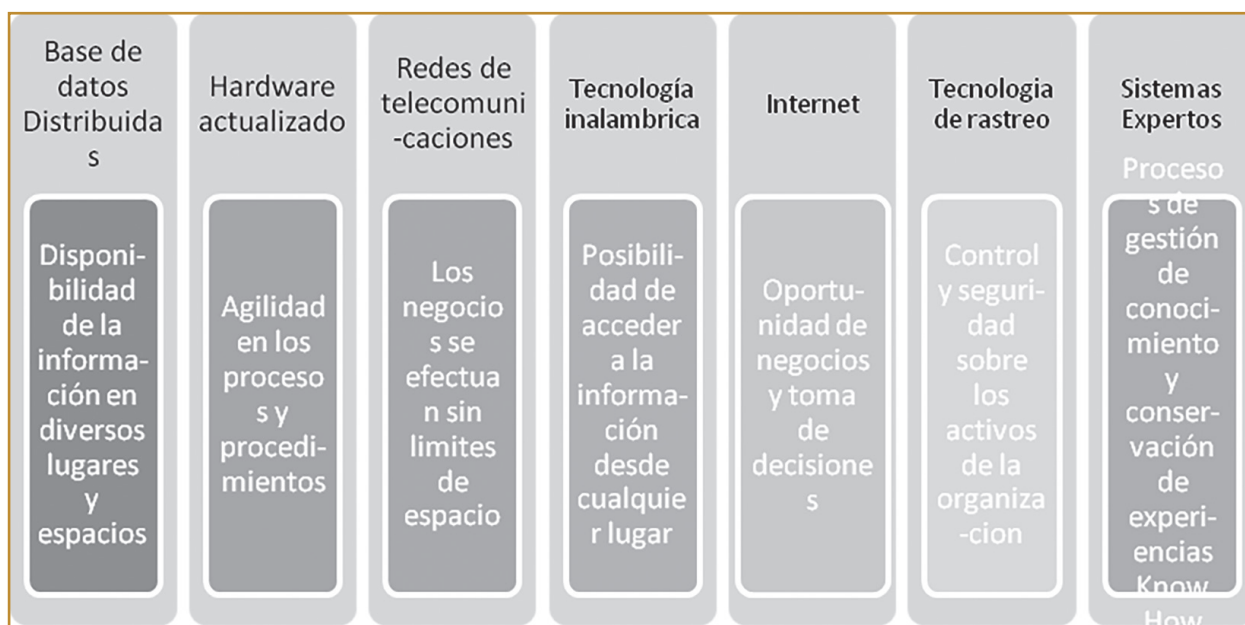 Base de
datos
Distribuida
s
Disponi-
bilidad
de la
informa-
ción en
diversos
lugares
y
espacios
Hardware
actualizado
Agilidad
en los
proceso
s y
procedi-
mientos
Redes de
telecomuni
-caciones
Los
negocio
s se
efectua
n sin
limites
de
espacio
Tecnología
inalambrica
Posibili-
dad de
acceder
a la
informa-
ción
desde
cualquie
r lugar
Internet
Oportu-
nidad de
negocios
y toma
de
decisione
s
Tecnologia
de rastreo
Control
y seguri-
dad
sobre
los
activos
de la
organiza
-cion
Sistemas
Expertos
Proceso
s de
gestión
de
conoci-
miento
y
conser-
vación
de
experi-
encias
Know
How